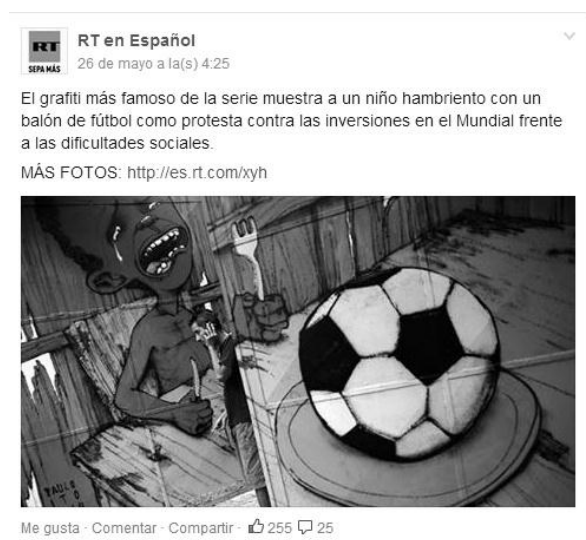 RT
SEPA MÁS
RT en Español
26 de mayo a la(s) 4:25
El grafiti más famoso de la serie muestra a un niño hambriento con un
balón de fútbol como protesta contra las inversiones en el Mundial frente
a las dificultades sociales.
MÁS FOTOS: http://es.rt.com/xyh
PAULO
ITO
Me gusta · Comentar · Compartir · 255 25